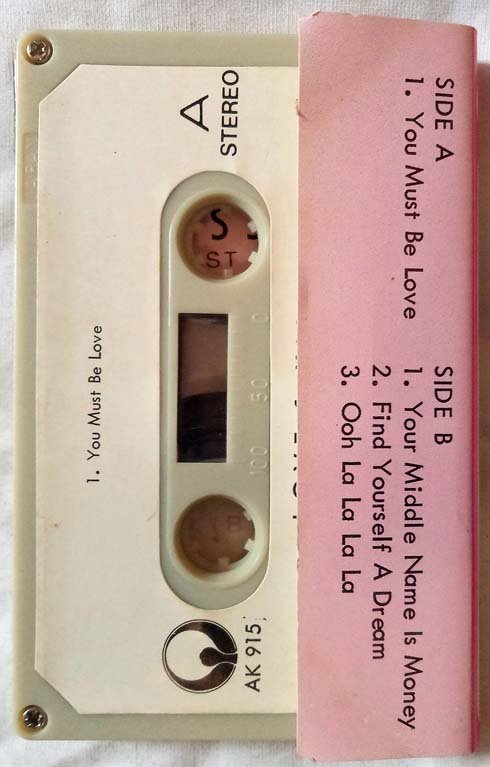 A
STEREO
1. You Must Be Love
0
50
100
AK 915
SIDE A
1. You Must Be Love
SIDE B
1. Your Middle Name Is Money
2. Find Yourself A Dream
3. Ooh La La La La
S
ST